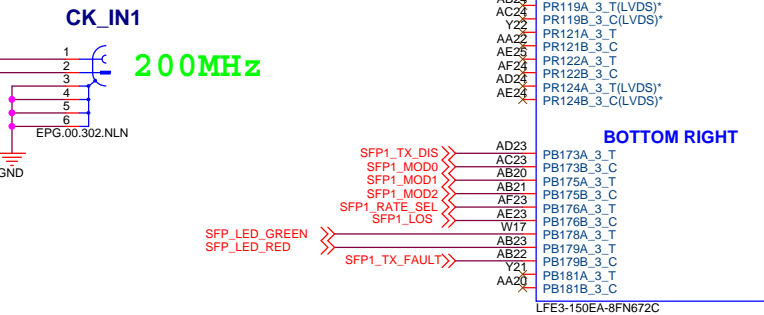 CK_IN1
1
2
3
4
5
6
200MHz
EPG.00.302.NLN
GND
PR119A_3_T(LVDS)*
AC24 PR119B_3_C(LVDS)*
Y22 PR121A_3_T
AA22 PR121B_3_C
AE25 PR122A_3_T
AF24 PR122B_3_C
AD24 PR124A_3_T(LVDS)*
AE24 PR124B_3_C(LVDS)*
BOTTOM RIGHT
SFP1_TX_DIS AD23 PB173A_3_T
SFP1_MOD0 AC23 PB173B_3_C
SFP1_MOD1 AB20 PB175A_3_T
SFP1_MOD2 AB21 PB175B_3_C
SFP1_RATE_SEL AF23 PB176A_3_T
SFP1_LOS AE23 PB176B_3_C
SFP_LED_GREEN W17 PB178A_3_T
SFP_LED_RED AB23 PB179A_3_T
SFP1_TX_FAULT AB22 PB179B_3_C
Y21 PB181A_3_T
AA20 PB181B_3_C
LFE3-150EA-8FN672C